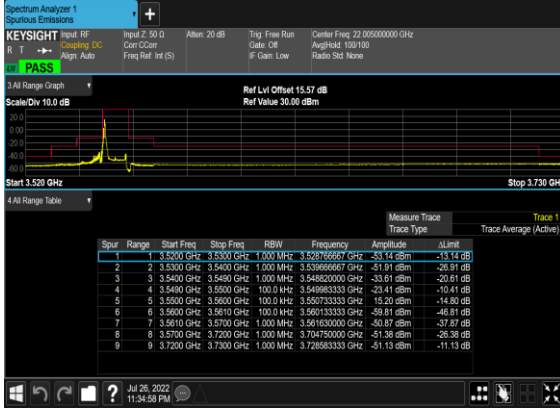 Spectrum Analyzer 1
Spurious Emissions
+
KEYSIGHT Input: RF Input Z: 50 Ω Atten: 20 dB Trig: Free Run Center Freq: 22.005000000 GHz
R T Coupling: DC Corr CCorr Gate: Off Avg|Hold: 100/100
Align: Auto Freq Ref: Int (S) IF Gain: Low Radio Std: None
PASS
3 All Range Graph
Ref Lvl Offset 15.57 dB
Scale/Div 10.0 dB Ref Value 30.00 dBm
20.0
0.00
-20.0
-40.0
-60.0
Start 3.520 GHz Stop 3.730 GH
4 All Range Table
Measure Trace Trace 1
Trace Type Trace Average (Active)
Spur Range Start Freq Stop Freq RBW Frequency Amplitude ΔLimit
1 1 3.5200 GHz 3.5300 GHz 1.000 MHz 3.528766667 GHz -53.14 dBm -13.14 dB
2 2 3.5300 GHz 3.5400 GHz 1.000 MHz 3.539666667 GHz -51.91 dBm -26.91 dB
3 3 3.5400 GHz 3.5490 GHz 1.000 MHz 3.548820000 GHz -33.61 dBm -20.61 dB
4 4 3.5490 GHz 3.5500 GHz 100.0 kHz 3.549983333 GHz -23.41 dBm -10.41 dB
5 5 3.5500 GHz 3.5600 GHz 100.0 kHz 3.550733333 GHz 15.20 dBm -14.80 dB
6 6 3.5600 GHz 3.5610 GHz 100.0 kHz 3.560133333 GHz -59.81 dBm -46.81 dB
7 7 3.5610 GHz 3.5700 GHz 1.000 MHz 3.561630000 GHz -50.87 dBm -37.87 dB
8 8 3.5700 GHz 3.7200 GHz 1.000 MHz 3.704750000 GHz -51.38 dBm -26.38 dB
9 9 3.7200 GHz 3.7300 GHz 1.000 MHz 3.728583333 GHz -51.13 dBm -11.13 dB
? Jul 26, 2022
11:34:58 PM